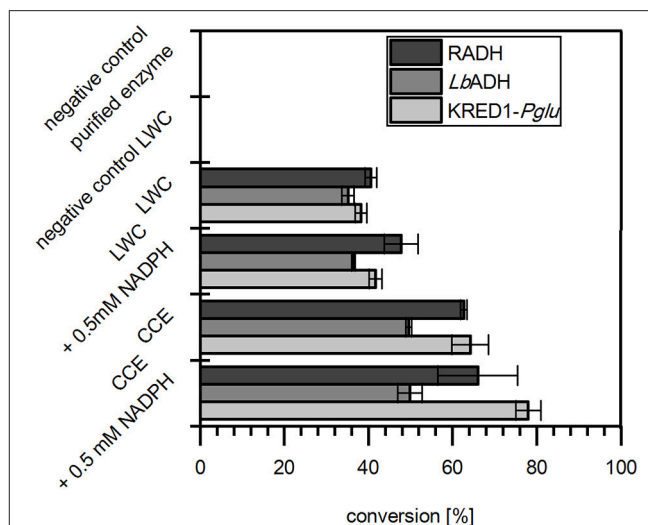 negative control
purified enzyme
negative control LWC
LWC
LWC
+ 0.5mM NADPH
CCE
CCE
+ 0.5 mM NADPH
RADH
LbADH
KRED1-Pglu
0 20 40 60 80 100
conversion [%]